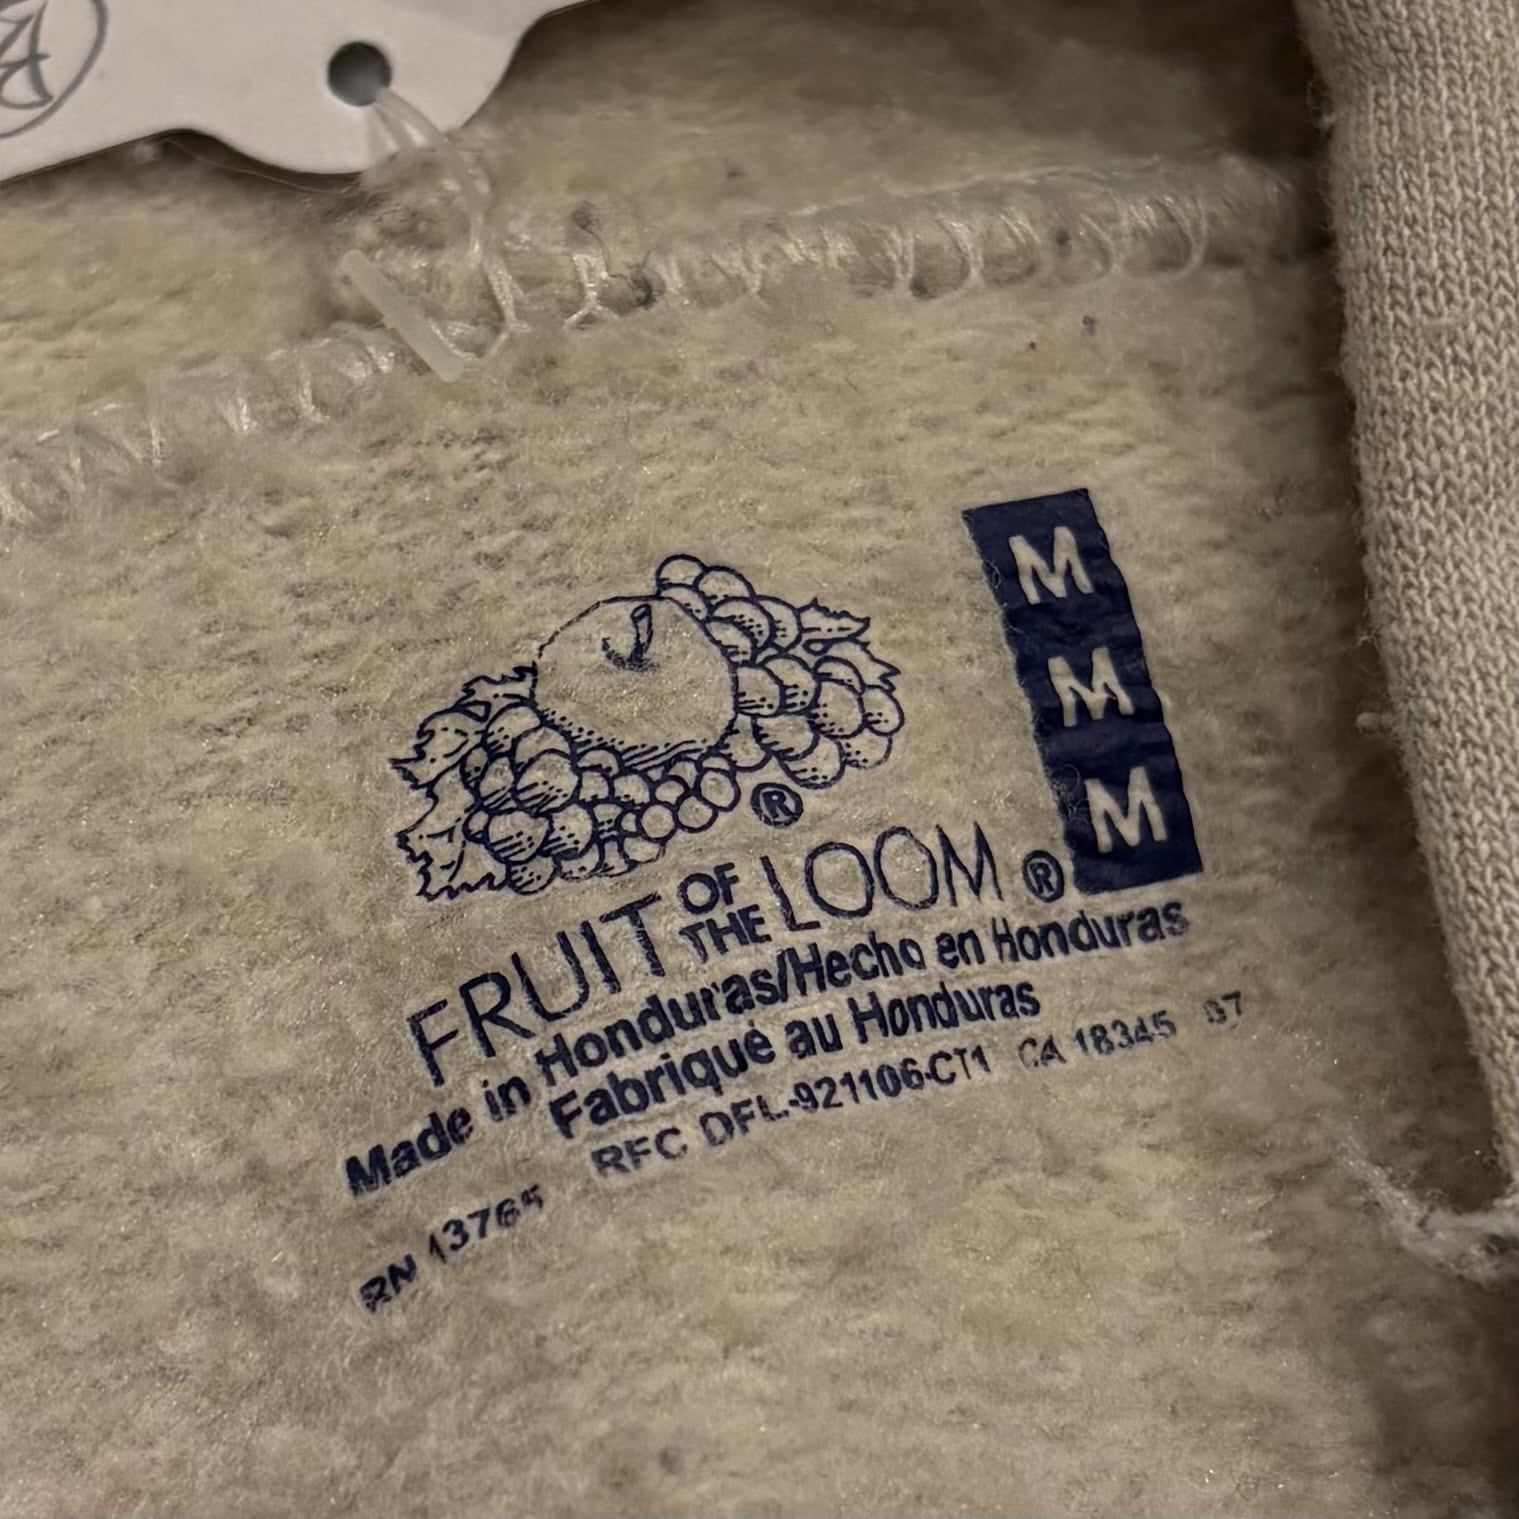 M
M
M
®
FRUIT OF THE LOOM ®
Made in Honduras/Hecho en Honduras
Fabriqué au Honduras
RN 13765 RFC DFL-921106-CT1 CA 18345